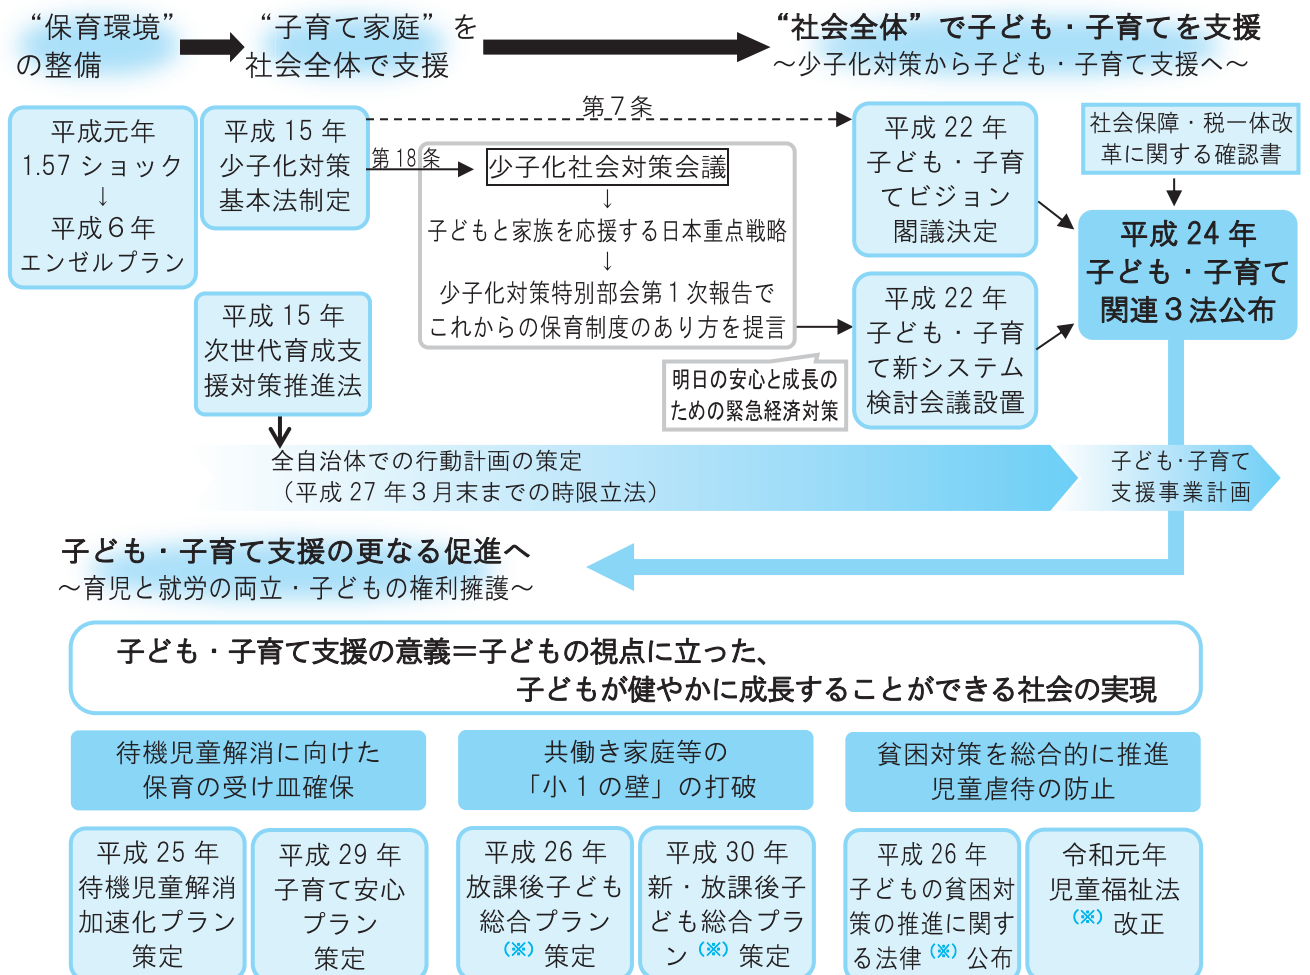 “保育環境”
の整備
“子育て家庭”を
社会全体で支援
“社会全体”で子ども・子育てを支援
～少子化対策から子ども・子育て支援へ～
平成元年
1.57ショック
↓
平成６年
エンゼルプラン
平成15年
少子化対策
基本法制定
第７条
第18条
少子化社会対策会議
↓
子どもと家族を応援する日本重点戦略
↓
少子化対策特別部会第１次報告で
これからの保育制度のあり方を提言
平成22年
子ども・子育
てビジョン
閣議決定
社会保障・税一体改
革に関する確認書
平成24年
子ども・子育て
関連３法公布
平成15年
次世代育成支
援対策推進法
明日の安心と成長の
ための緊急経済対策
平成22年
子ども・子育
て新システム
検討会議設置
全自治体での行動計画の策定
（平成27年３月末までの時限立法）
子ども・子育て
支援事業計画
子ども・子育て支援の更なる促進へ
～育児と就労の両立・子どもの権利擁護～
子ども・子育て支援の意義＝子どもの視点に立った、
子どもが健やかに成長することができる社会の実現
待機児童解消に向けた
保育の受け皿確保
共働き家庭等の
「小１の壁」の打破
貧困対策を総合的に推進
児童虐待の防止
平成25年
待機児童解消
加速化プラン
策定
平成29年
子育て安心
プラン
策定
平成26年
放課後子ども
総合プラン
（※）策定
平成30年
新・放課後子
ども総合プラ
ン（※）策定
平成26年
子どもの貧困対
策の推進に関す
る法律（※）公布
令和元年
児童福祉法
（※）改正